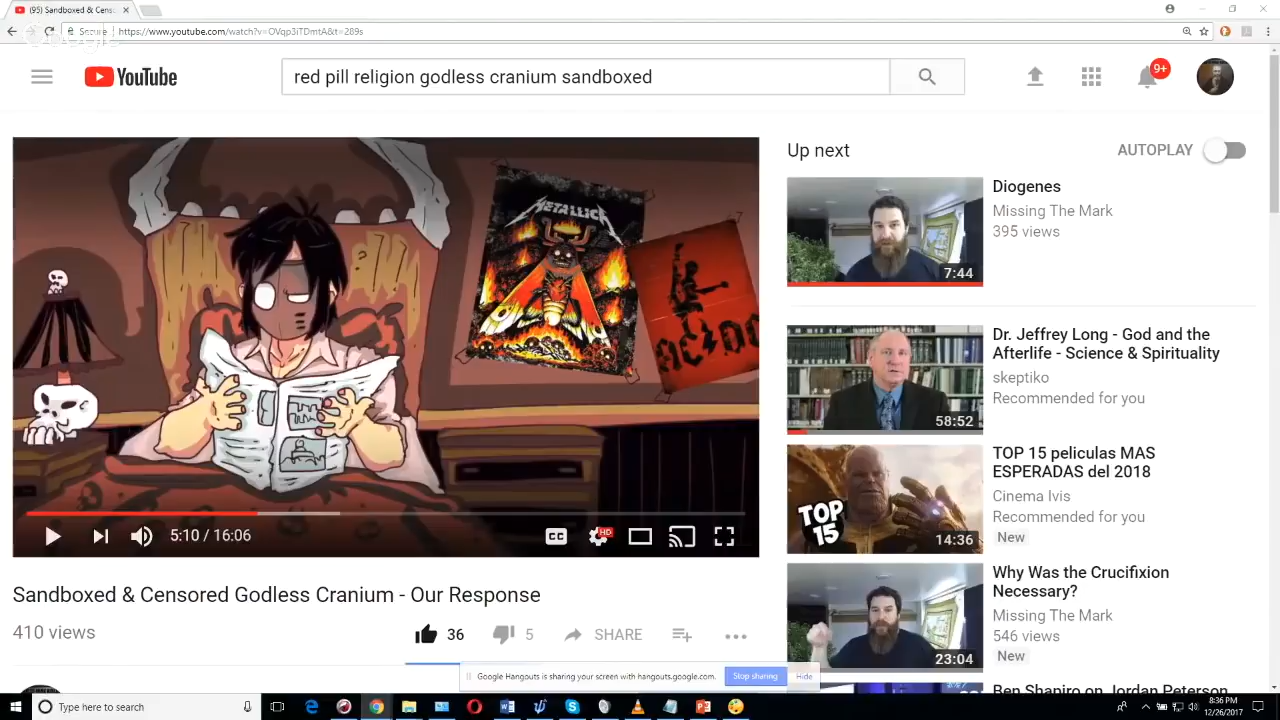 (95) Sandboxed & Cens
Secure | https://www.youtube.com/watch?v=OVqp3iTDmtA&t=289s
YouTube
red pill religion godless cranium sandboxed
9+
METALLICA
Up next
AUTOPLAY
Diogenes
Missing The Mark
395 views
7:44
Dr. Jeffrey Long - God and the
Afterlife - Science & Spirituality
skeptiko
Recommended for you
58:52
TOP 15 peliculas MAS
ESPERADAS del 2018
Cinema Ivis
Recommended for you
New
TOP
15
14:36
Why Was the Crucifixion
Necessary?
Missing The Mark
546 views
New
23:04
Ben Shapiro on Jordan Peterson
5:10 / 16:06
CC
HD
Sandboxed & Censored Godless Cranium - Our Response
410 views
36
5
SHARE
Google Hangouts is sharing your screen with hangouts.google.com.
Stop sharing
Hide
Type here to search
8:36 PM
12/26/2017